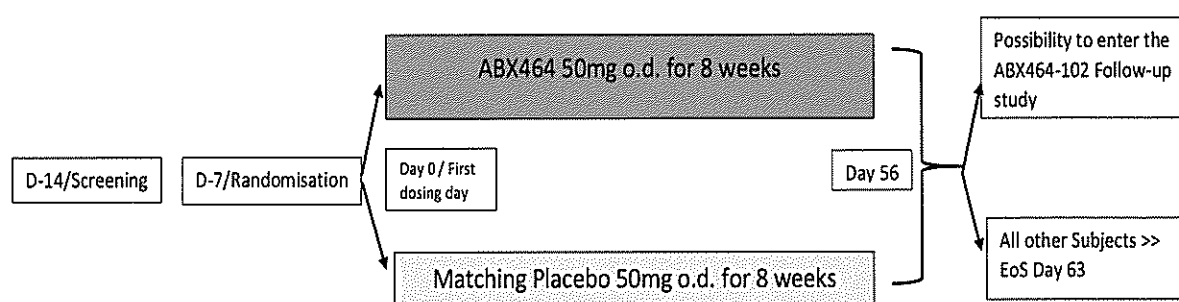 D-14/Screening
D-7/Randomisation
ABX464 50mg o.d. for 8 weeks
Day 0 / First
dosing day
Matching Placebo 50mg o.d. for 8 weeks
Day 56
Possibility to enter the
ABX464-102 Follow-up
study
All other Subjects >>
EoS Day 63